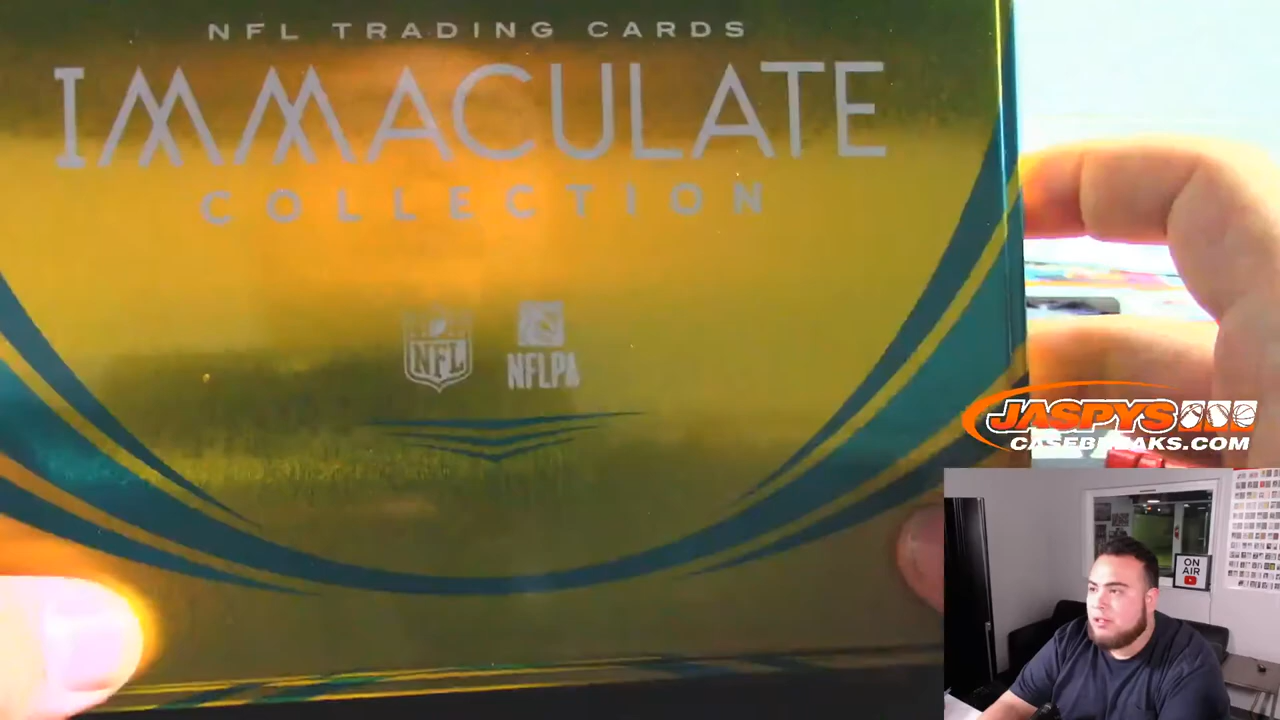 NFL TRADING CARDS
IMMACULATE
COLLECTION
NFL
NFLPA
JASPYS
CASEBREAKS.COM
ON
AIR